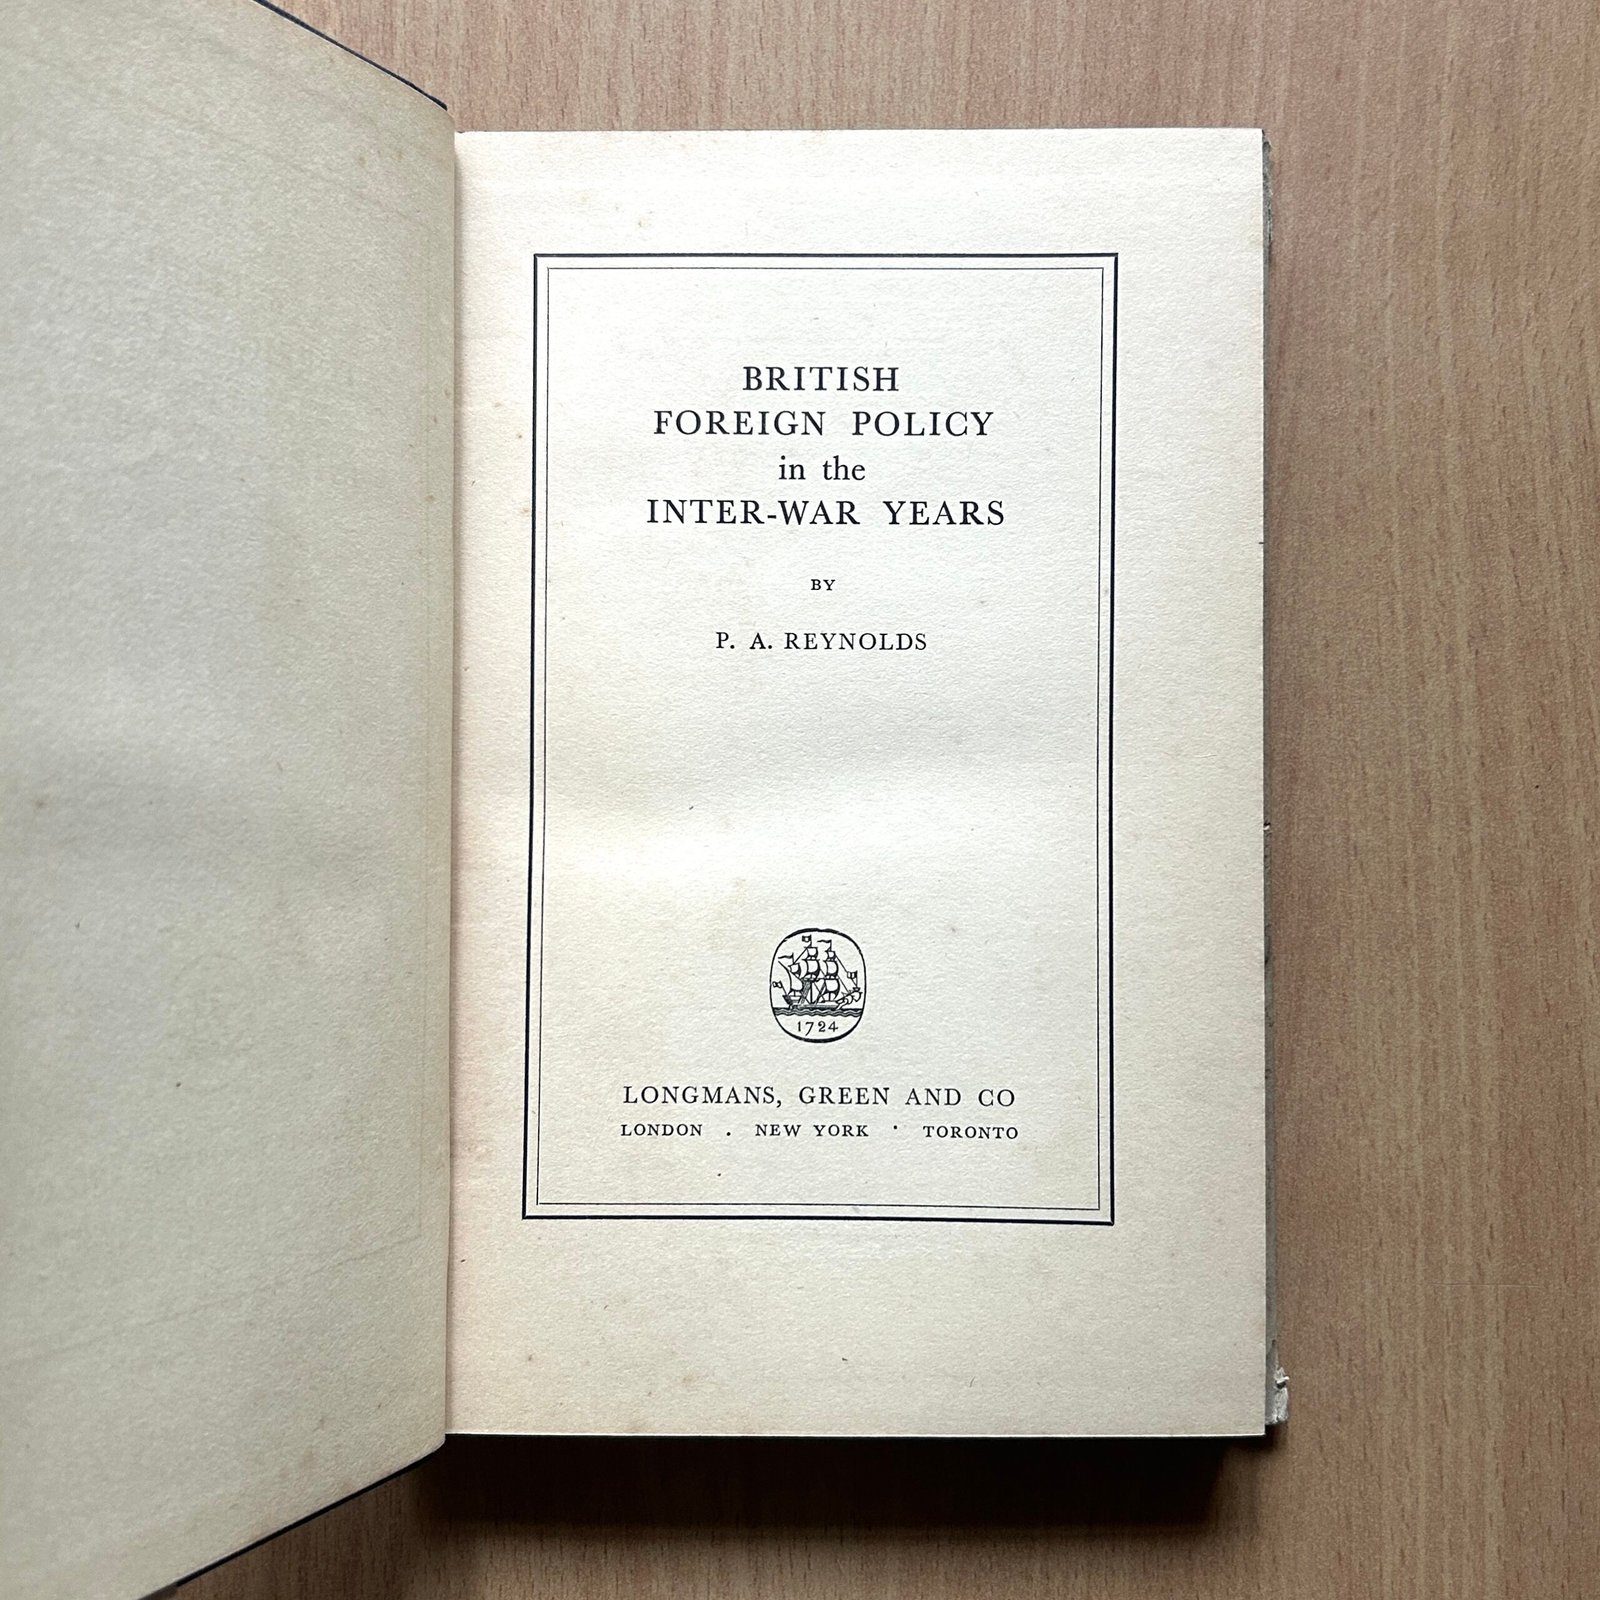 BRITISH
FOREIGN POLICY
in the
INTER-WAR YEARS
BY
P. A. REYNOLDS
1724
LONGMANS, GREEN AND CO
LONDON . NEW YORK · TORONTO